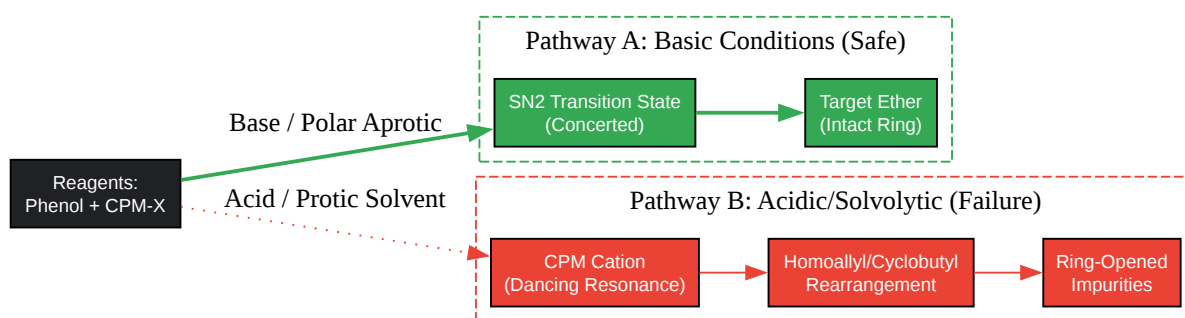 Pathway A: Basic Conditions (Safe)
SN2 Transition State
(Concerted)
Target Ether
(Intact Ring)
Base / Polar Aprotic
Reagents:
Phenol + CPM-X
Acid / Protic Solvent
Pathway B: Acidic/Solvolytic (Failure)
CPM Cation
(Dancing Resonance)
Homoallyl/Cyclobutyl
Rearrangement
Ring-Opened
Impurities